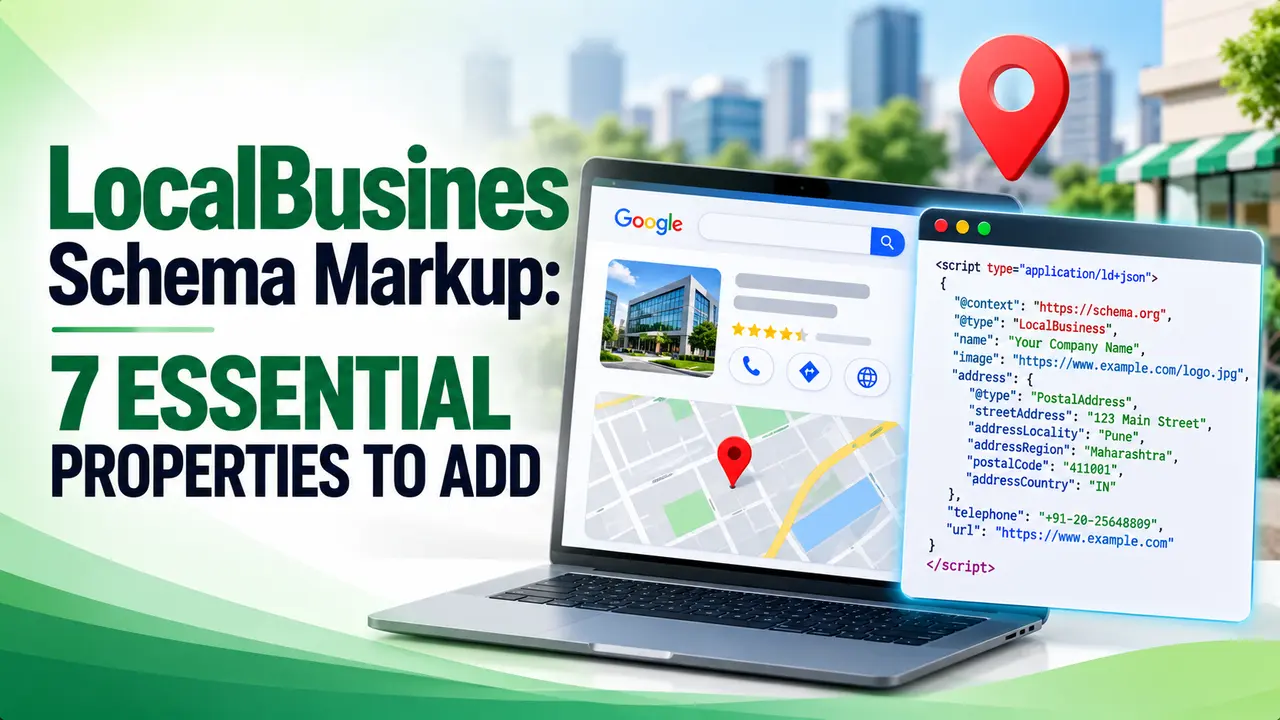 LocalBusines
Schema Markup:
7 ESSENTIAL
PROPERTIES TO ADD
Google
<script type="application/ld+json">
{
"@context": "https://schema.org",
"@type": "LocalBusiness",
"name": "Your Company Name",
"image": "https://www.example.com/logo.jpg",
"address": {
"@type": "PostalAddress",
"streetAddress": "123 Main Street",
"addressLocality": "Pune",
"addressRegion": "Maharashtra",
"postalCode": "411001",
"addressCountry": "IN"
},
"telephone": "+91-20-25648809",
"url": "https://www.example.com"
}
</script>